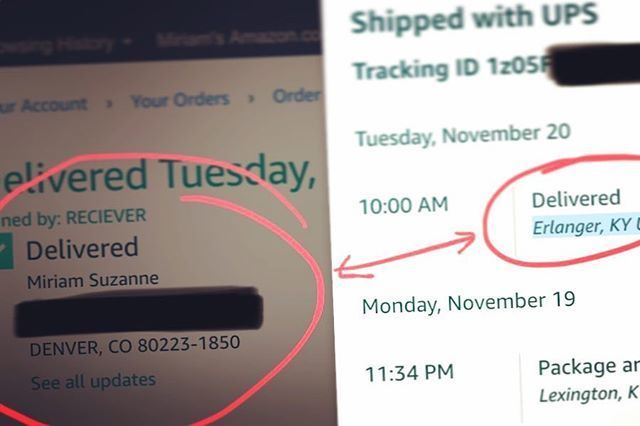 owsing History
Miriam's Amazon.co
ur Account › Your Orders › Order
elivered Tuesday,
ned by: RECIEVER
Delivered
Miriam Suzanne
DENVER, CO 80223-1850
See all updates
Shipped with UPS
Tracking ID 1z05F
Tuesday, November 20
10:00 AM
Delivered
Erlanger, KY U
Monday, November 19
11:34 PM
Package ar
Lexington, K